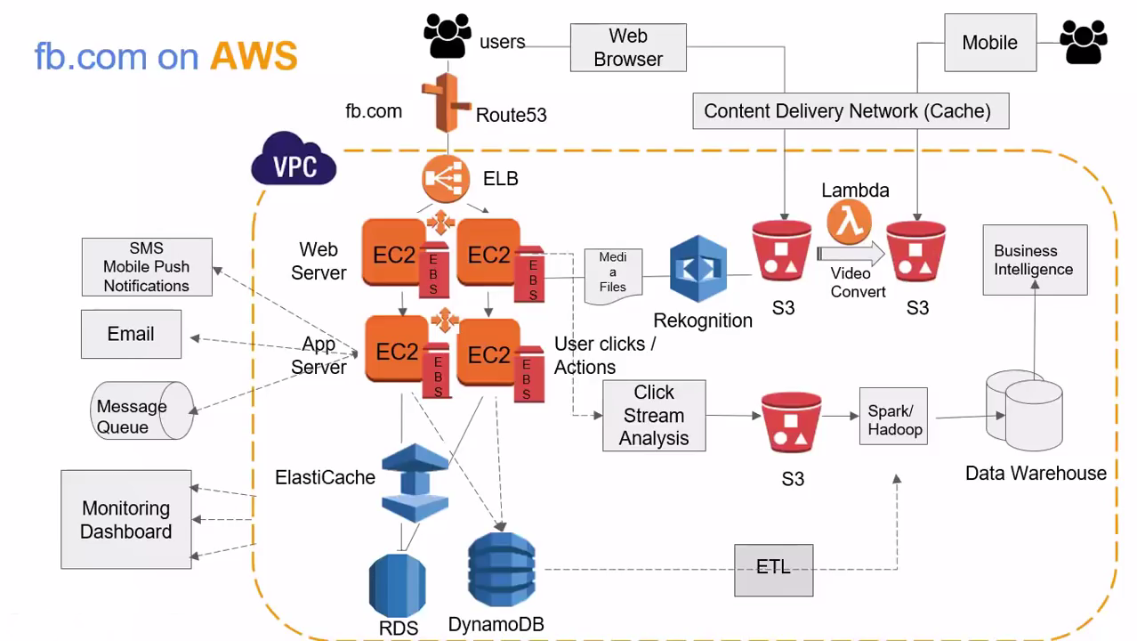 fb.com on AWS
users
Web
Browser
Mobile
fb.com
Route53
Content Delivery Network (Cache)
VPC
ELB
Lambda
Web
Server
EC2
EBS
EC2
EBS
Medi
a
Files
Rekognition
S3
Video
Convert
S3
Business
Intelligence
SMS
Mobile Push
Notifications
Email
Message
Queue
App
Server
EC2
EBS
EC2
EBS
User clicks /
Actions
Click
Stream
Analysis
S3
Spark/
Hadoop
Data Warehouse
ElastiCache
Monitoring
Dashboard
RDS
DynamoDB
ETL